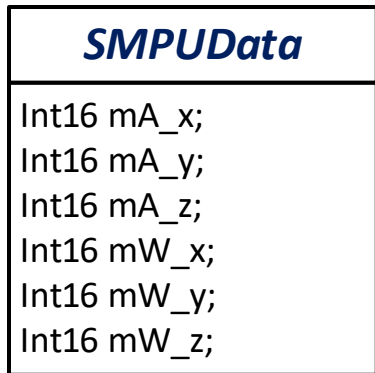 SMPUData
Int16 mA_x;
Int16 mA_y;
Int16 mA_z;
Int16 mW_x;
Int16 mW_y;
Int16 mW_z;